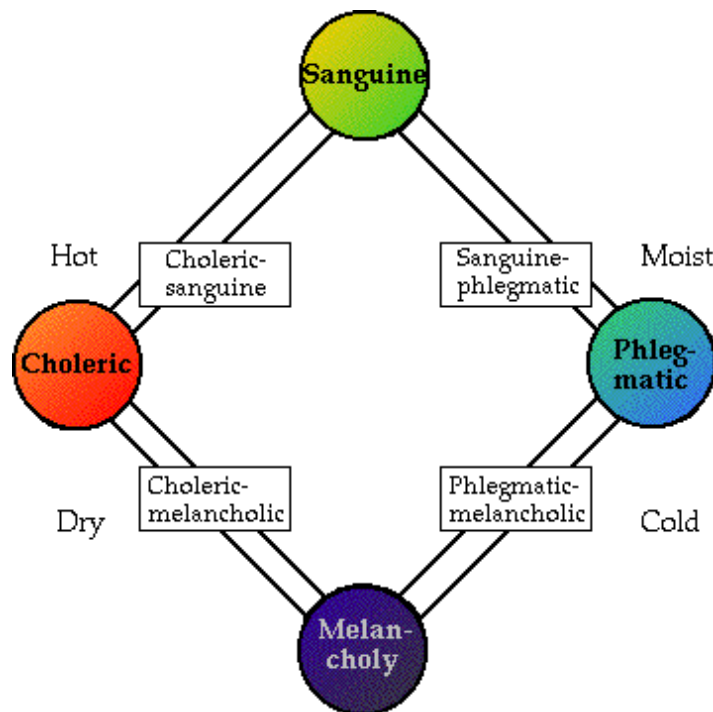 Sanguine
Hot
Choleric-
sanguine
Sanguine-
phlegmatic
Moist
Choleric
Phleg-
matic
Dry
Choleric-
melancholic
Phlegmatic-
melancholic
Cold
Melan-
choly